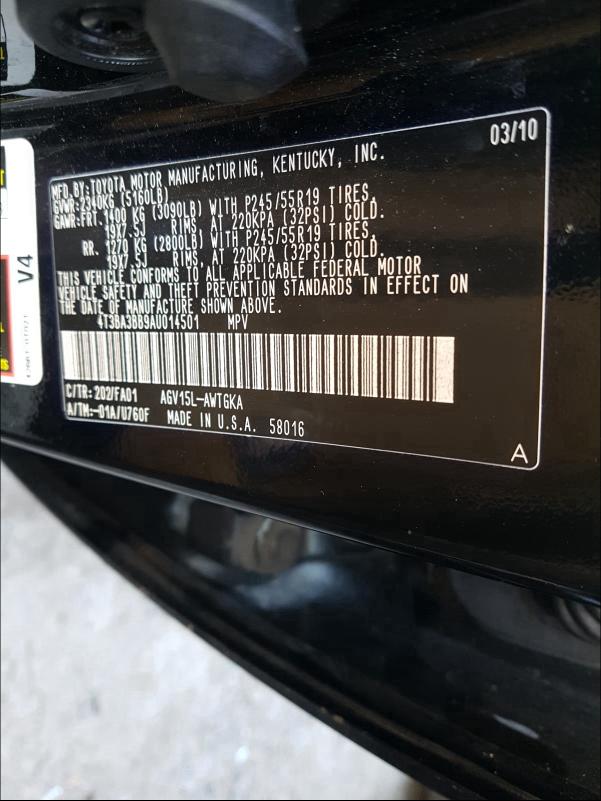 03/10
MFD.BY:TOYOTA MOTOR MANUFACTURING, KENTUCKY, INC.
GVWR:2340KG (5160LB)
GAWR:FRT. 1400 KG (3090LB) WITH P245/55R19 TIRES,
19X7.5J RIMS, AT 220KPA (32PSI) COLD.
RR. 1270 KG (2800LB) WITH P245/55R19 TIRES,
19X7.5J RIMS, AT 220KPA (32PSI) COLD.
THIS VEHICLE CONFORMS TO ALL APPLICABLE FEDERAL MOTOR
VEHICLE SAFETY AND THEFT PREVENTION STANDARDS IN EFFECT ON
THE DATE OF MANUFACTURE SHOWN ABOVE.
4T3BA3BB9AU014501 MPV
C/TR: 202/FA01 AGV15L-AWTGKA
A/TM:-01A/U760F MADE IN U.S.A. 58016
A
V4